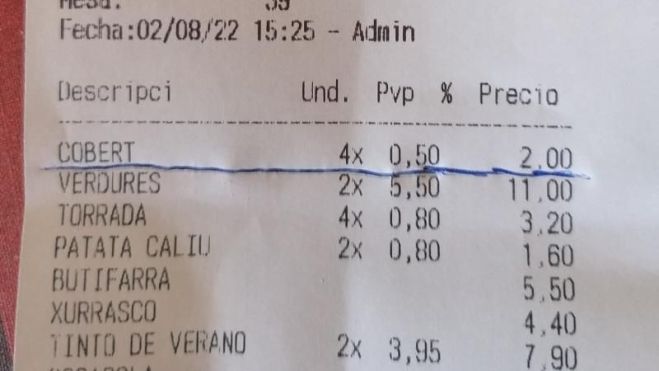 Mesa: 39
Fecha:02/08/22 15:25 - Admin
Descripci Und. Pvp % Precio
COBERT 4x 0,50 2,00
VERDURES 2x 5,50 11,00
TORRADA 4x 0,80 3,20
PATATA CALIU 2x 0,80 1,60
BUTIFARRA 5,50
XURRASCO 4,40
TINTO DE VERANO 2x 3,95 7,90